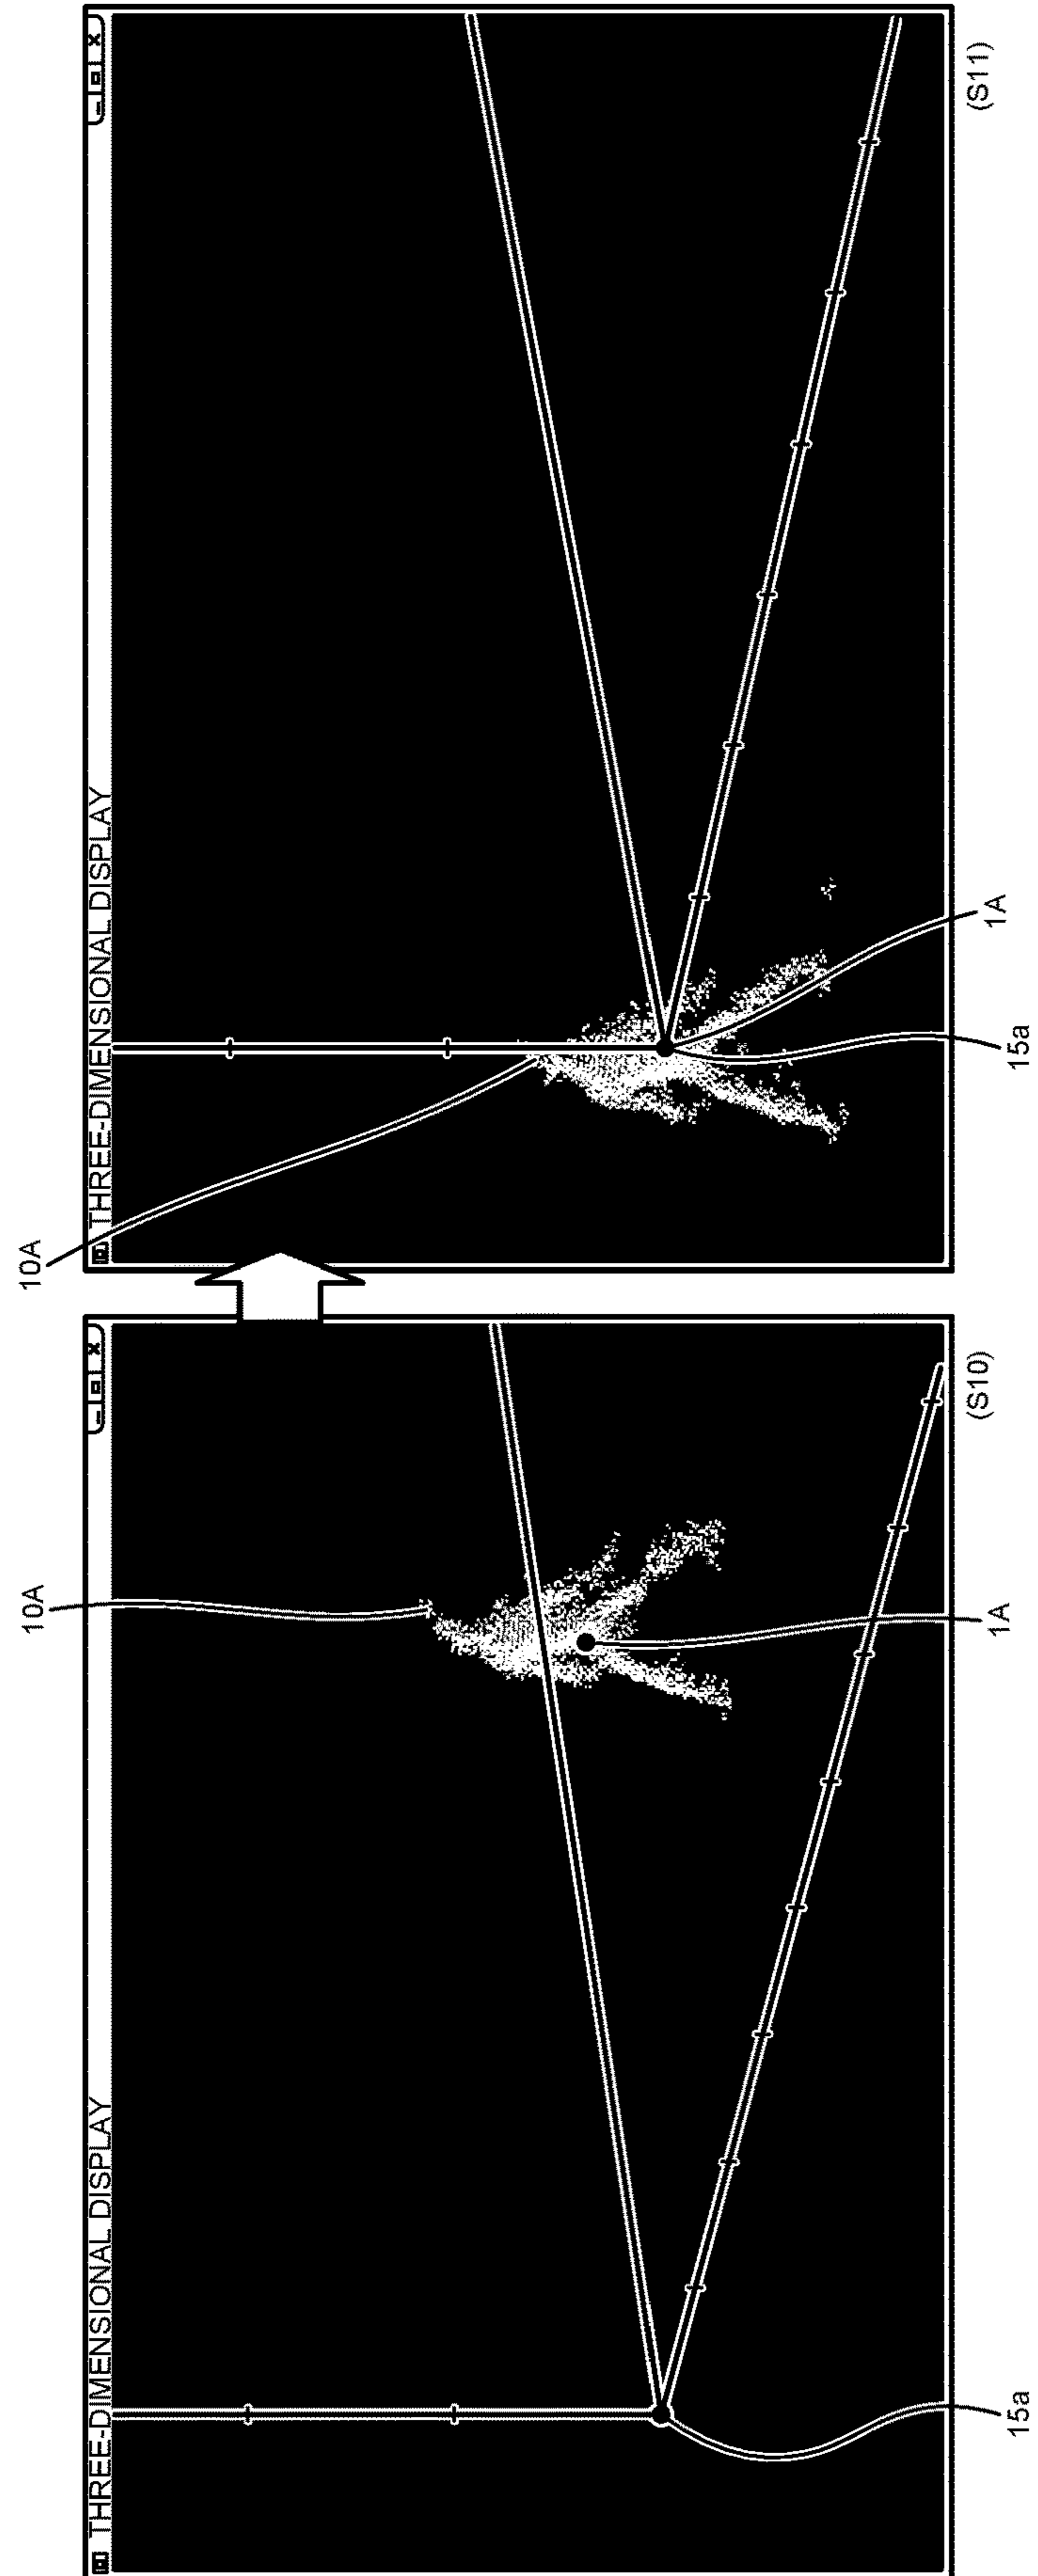 THREE-DIMENSIONAL DISPLAY
10A
1A
15a
(S10)
THREE-DIMENSIONAL DISPLAY
10A
1A
15a
(S11)